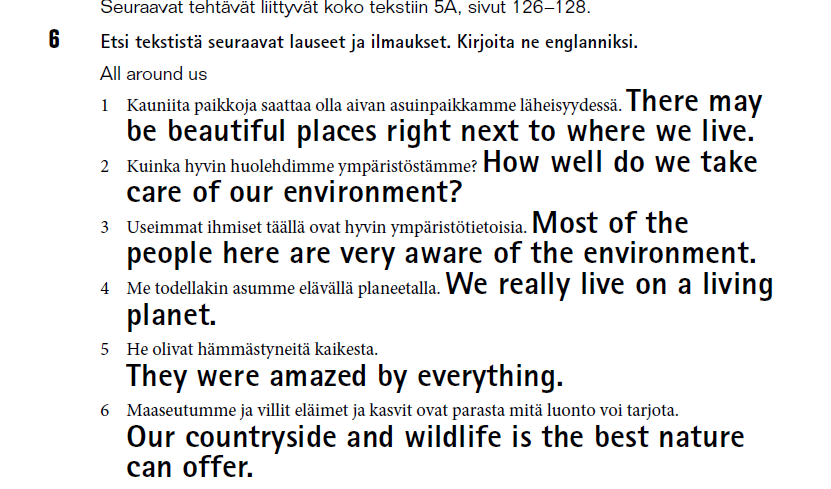 Seuraavat tehtävät liittyvät koko tekstiin 5A, sivut 126–128.
6 Etsi tekstistä seuraavat lauseet ja ilmaukset. Kirjoita ne englanniksi.
All around us
1 Kauniita paikkoja saattaa olla aivan asuinpaikkamme läheisyydessä. There may
be beautiful places right next to where we live.
2 Kuinka hyvin huolehdimme ympäristöstämme? How well do we take
care of our environment?
3 Useimmat ihmiset täällä ovat hyvin ympäristötietoisia. Most of the
people here are very aware of the environment.
4 Me todellakin asumme elävällä planeetalla. We really live on a living
planet.
5 He olivat hämmästyneitä kaikesta.
They were amazed by everything.
6 Maaseutumme ja villit eläimet ja kasvit ovat parasta mitä luonto voi tarjota.
Our countryside and wildlife is the best nature
can offer.